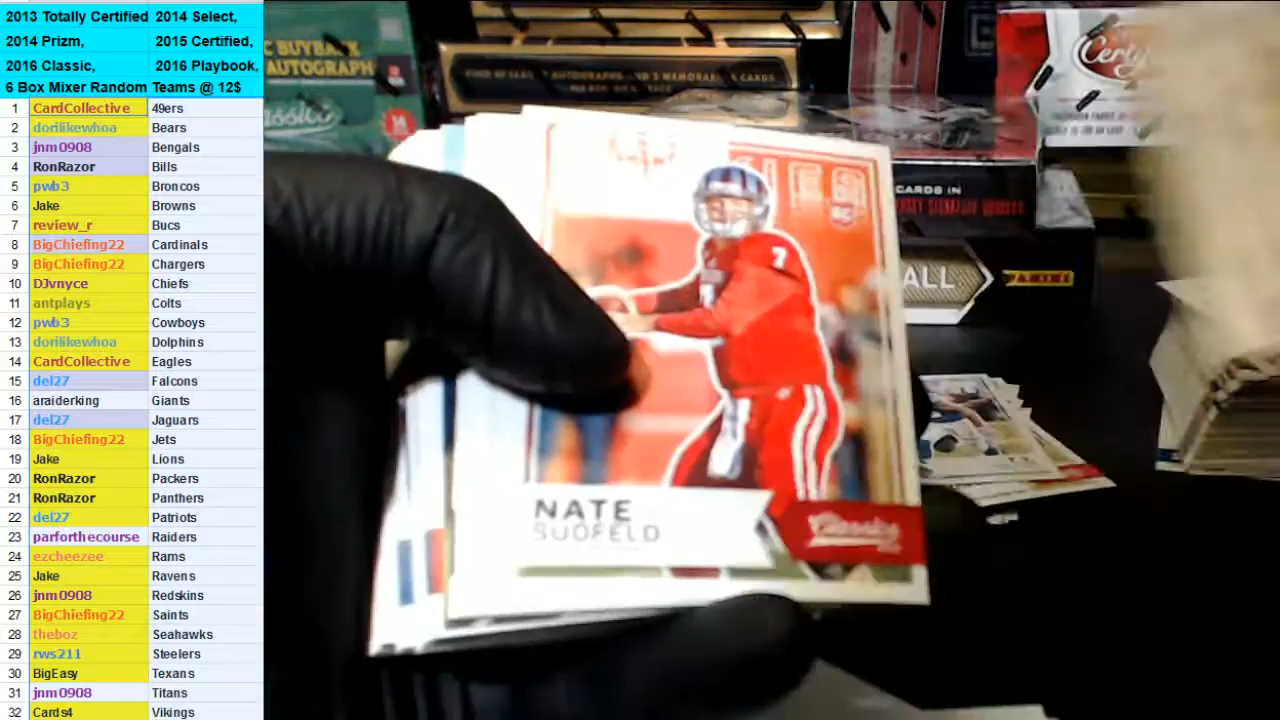 2013 Totally Certified 2014 Select,
2014 Prizm, 2015 Certified,
2016 Classic, 2016 Playbook,
6 Box Mixer Random Teams @ 12$
1 CardCollective 49ers
2 dorilikewhoa Bears
3 jnm0908 Bengals
4 RonRazor Bills
5 pwb3 Broncos
6 Jake Browns
7 review_r Bucs
8 BigChiefing22 Cardinals
9 BigChiefing22 Chargers
10 DJvnyce Chiefs
11 antplays Colts
12 pwb3 Cowboys
13 dorilikewhoa Dolphins
14 CardCollective Eagles
15 del27 Falcons
16 araiderking Giants
17 del27 Jaguars
18 BigChiefing22 Jets
19 Jake Lions
20 RonRazor Packers
21 RonRazor Panthers
22 del27 Patriots
23 parforthecourse Raiders
24 ezcheezee Rams
25 Jake Ravens
26 jnm0908 Redskins
27 BigChiefing22 Saints
28 theboz Seahawks
29 rws211 Steelers
30 BigEasy Texans
31 jnm0908 Titans
32 Cards4 Vikings
C BUYBACK
AUTOGRAPH
Classics
CARDS IN
ALL
PANINI
7
NATE
SUDFELD
Classics